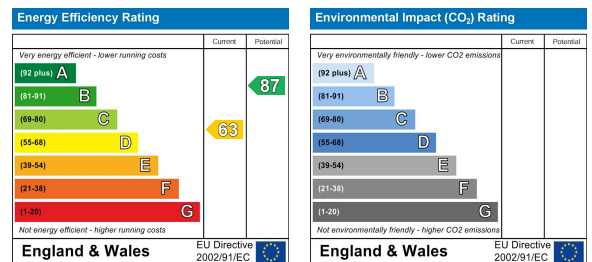 Energy Efficiency Rating
Current Potential
Very energy efficient - lower running costs
(92 plus) A
(81-91) B
(69-80) C
(55-68) D
(39-54) E
(21-38) F
(1-20) G
63
87
Not energy efficient - higher running costs
England & Wales
EU Directive
2002/91/EC
Environmental Impact (CO₂) Rating
Current Potential
Very environmentally friendly - lower CO2 emissions
(92 plus) A
(81-91) B
(69-80) C
(55-68) D
(39-54) E
(21-38) F
(1-20) G
Not environmentally friendly - higher CO2 emissions
England & Wales
EU Directive
2002/91/EC